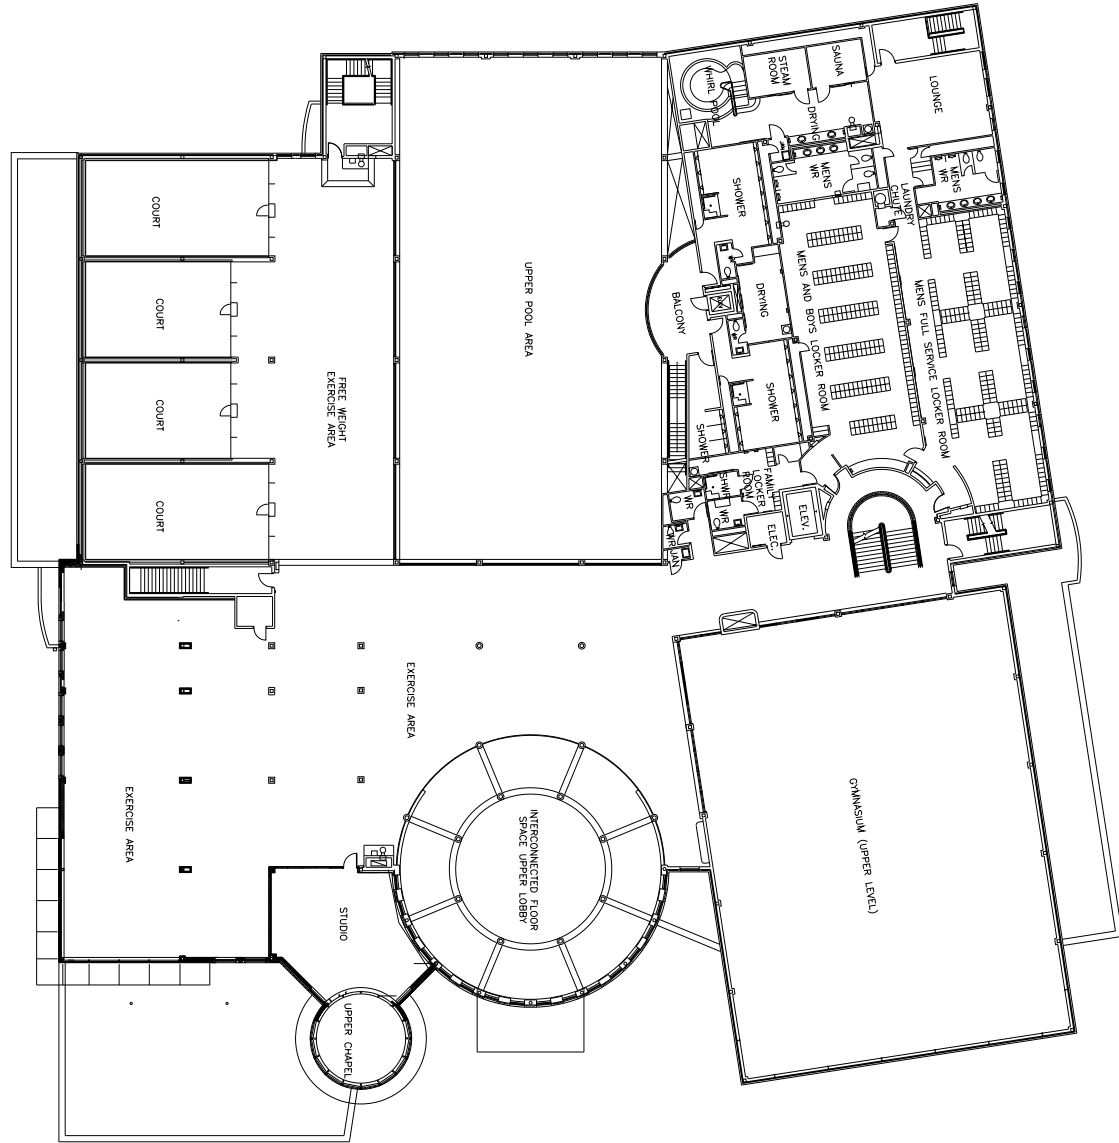 SAUNA
STEAM
ROOM
WHIRL POOL
DRYING
LOUNGE
MENS
WR
MENS
WR
LAUNDRY
CHUTE
SHOWER
COURT
COURT
COURT
COURT
FREE WEIGHT
EXERCISE AREA
UPPER POOL AREA
BALCONY
DRYING
MENS AND BOYS LOCKER ROOM
MENS FULL SERVICE LOCKER ROOM
SHOWER
SHOWER
FAMILY
LOCKER
ROOM
SHWR
WR
WR
WR
JAN
ELEC.
ELEV.
EXERCISE AREA
EXERCISE AREA
INTERCONNECTED FLOOR
SPACE UPPER LOBBY
GYMNASIUM (UPPER LEVEL)
STUDIO
UPPER CHAPEL